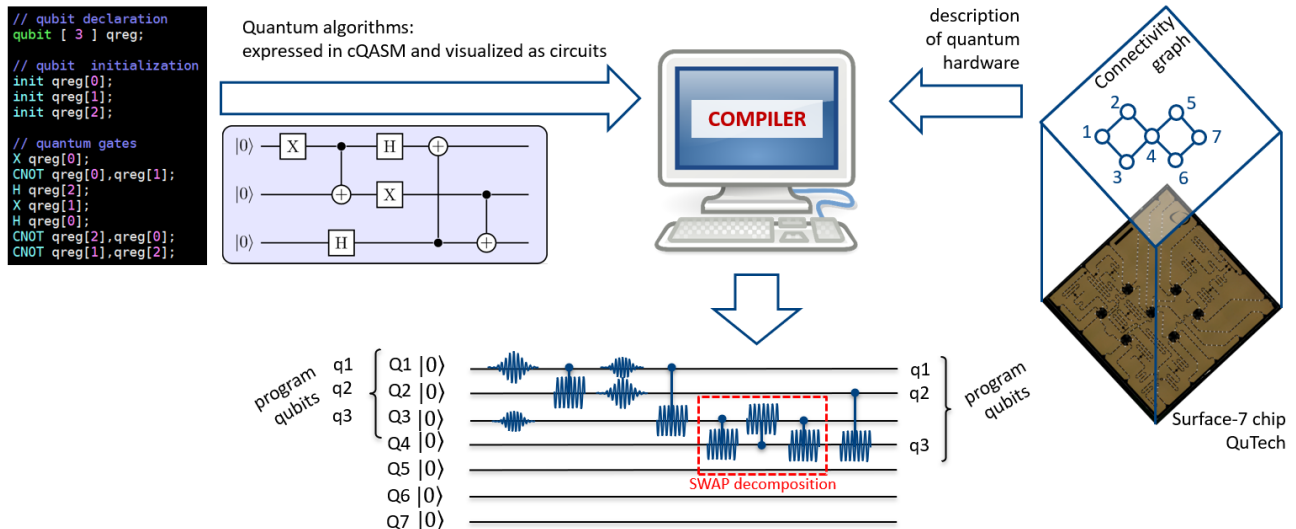 // qubit declaration
qubit [ 3 ] qreg;
// qubit initialization
init qreg[0];
init qreg[1];
init qreg[2];
// quantum gates
X qreg[0];
CNOT qreg[0],qreg[1];
H qreg[2];
X qreg[1];
H qreg[0];
CNOT qreg[2],qreg[0];
CNOT qreg[1],qreg[2];
Quantum algorithms:
expressed in cQASM and visualized as circuits
|0⟩ X H
|0⟩ X
|0⟩ H
COMPILER
description
of quantum
hardware
Connectivity
graph
2 5
1 4 7
3 6
Surface-7 chip
QuTech
program
qubits
q1
q2
q3
Q1 |0⟩
Q2 |0⟩
Q3 |0⟩
Q4 |0⟩
Q5 |0⟩
Q6 |0⟩
Q7 |0⟩
SWAP decomposition
q1
q2
q3
program
qubits